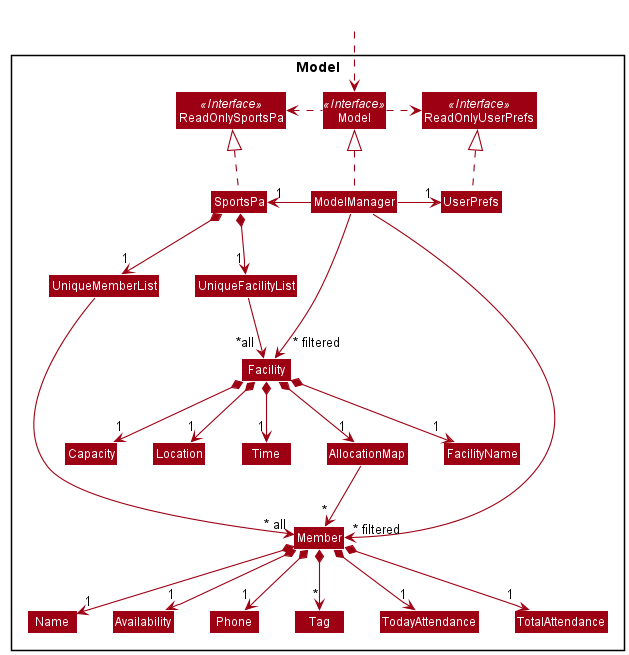 Model
«Interface»
ReadOnlySportsPa
«Interface»
Model
«Interface»
ReadOnlyUserPrefs
SportsPa
1
ModelManager
1
UserPrefs
1
1
UniqueMemberList
UniqueFacilityList
*all
* filtered
Facility
1
1
1
1
1
Capacity
Location
Time
AllocationMap
FacilityName
*
* all
* filtered
Member
1
1
1
*
1
1
Name
Availability
Phone
Tag
TodayAttendance
TotalAttendance